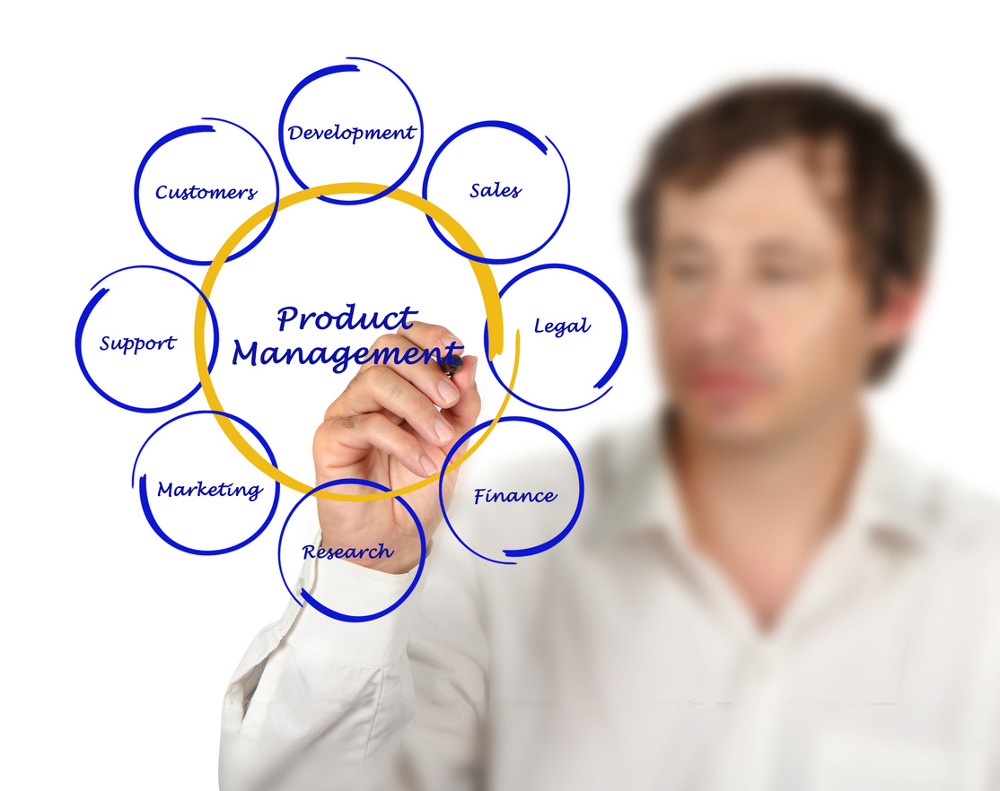 Development
Customers
Sales
Product
Management
Legal
Support
Marketing
Finance
Research